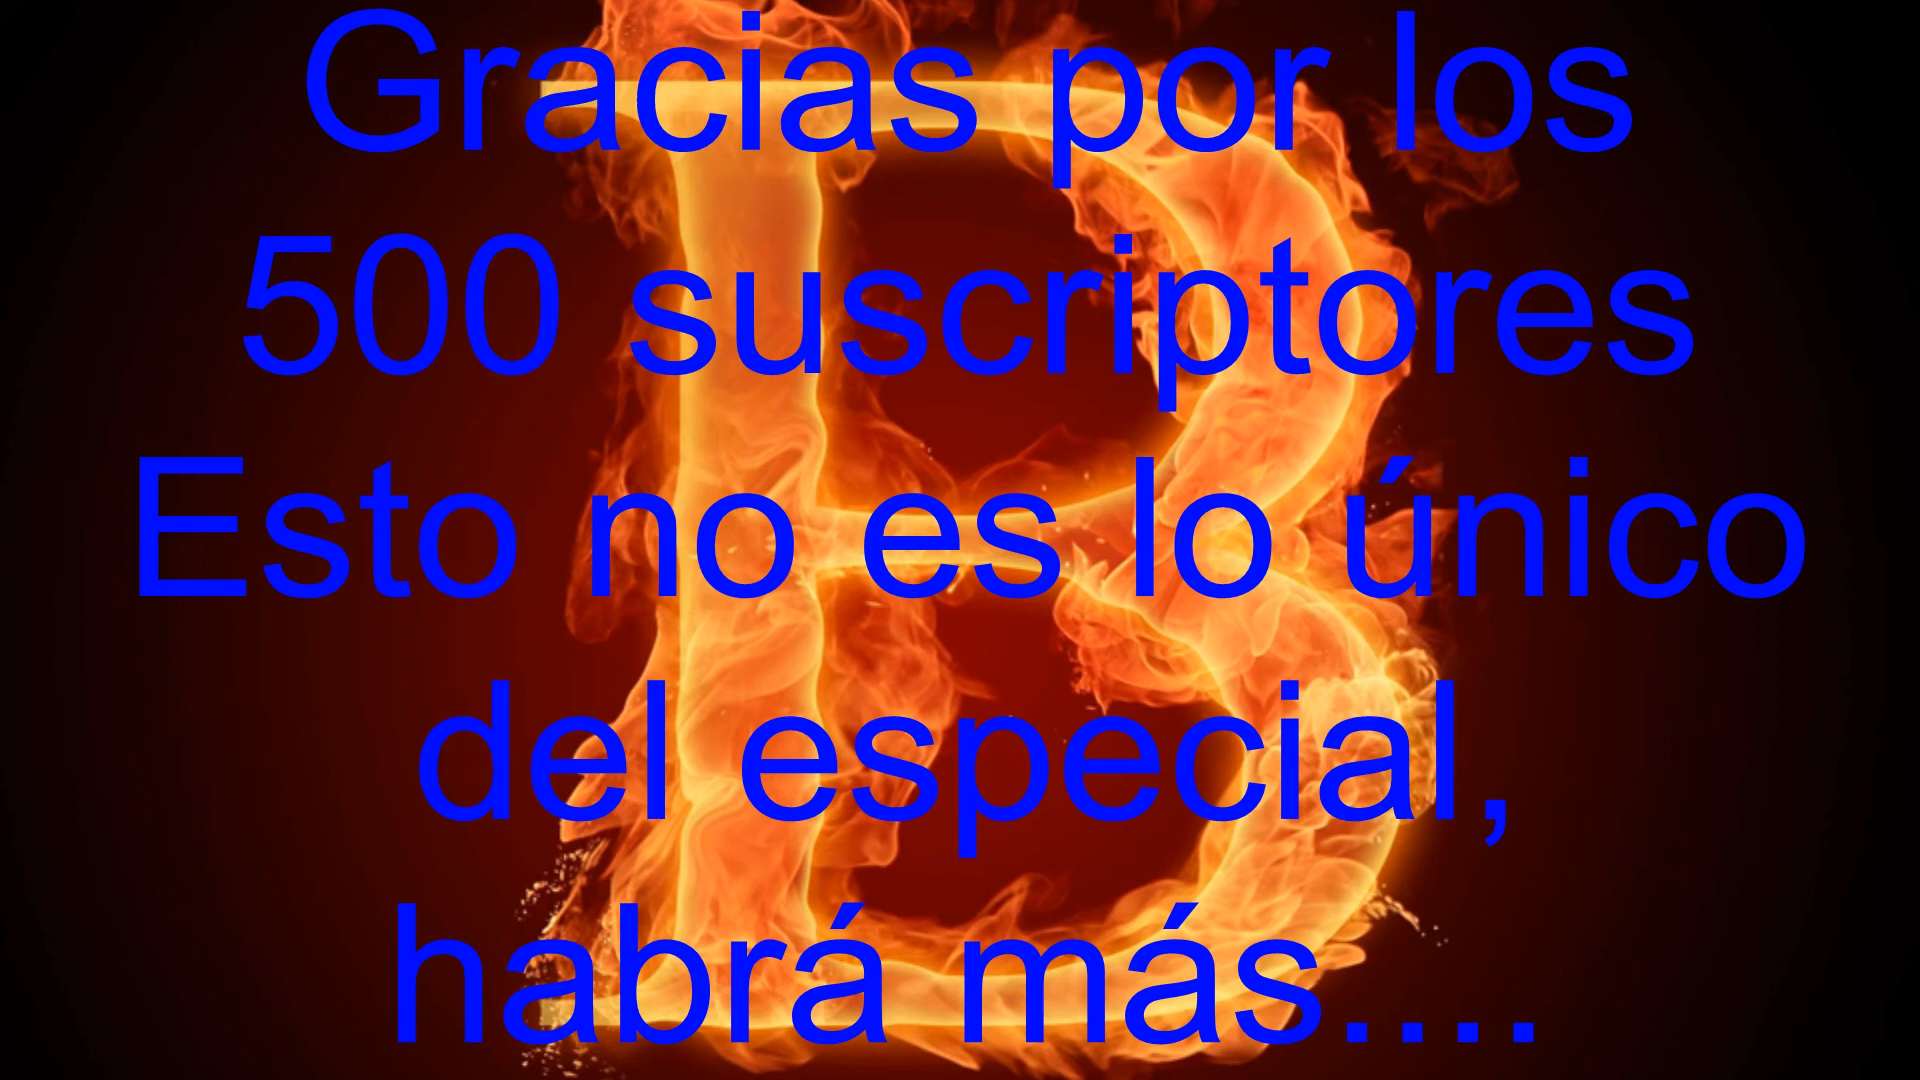 Gracias por los
500 suscriptores
Esto no es lo único
del especial,
habrá más....
B